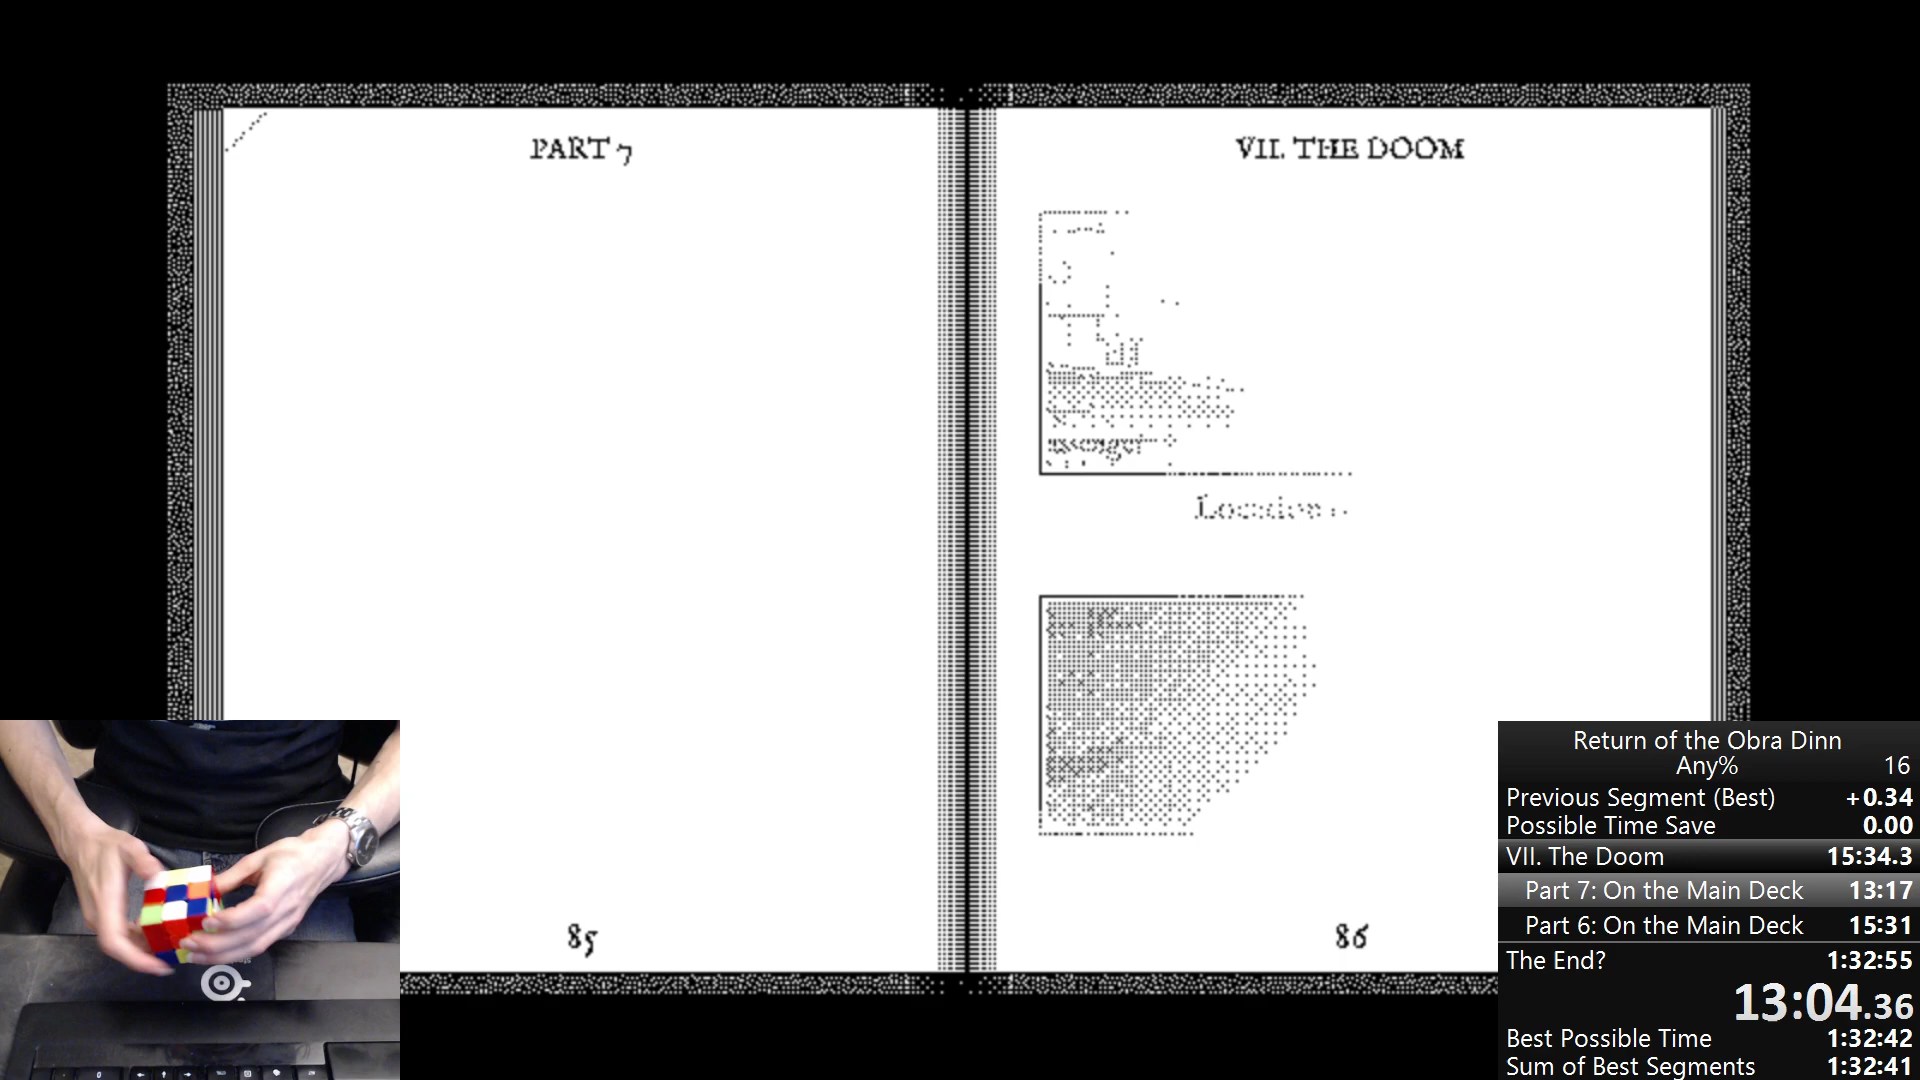 PART 7
VII. THE DOOM
Location
85
86
Return of the Obra Dinn
Any%
16
Previous Segment (Best) +0.34
Possible Time Save 0.00
VII. The Doom 15:34.3
Part 7: On the Main Deck 13:17
Part 6: On the Main Deck 15:31
The End? 1:32:55
13:04.36
Best Possible Time 1:32:42
Sum of Best Segments 1:32:41